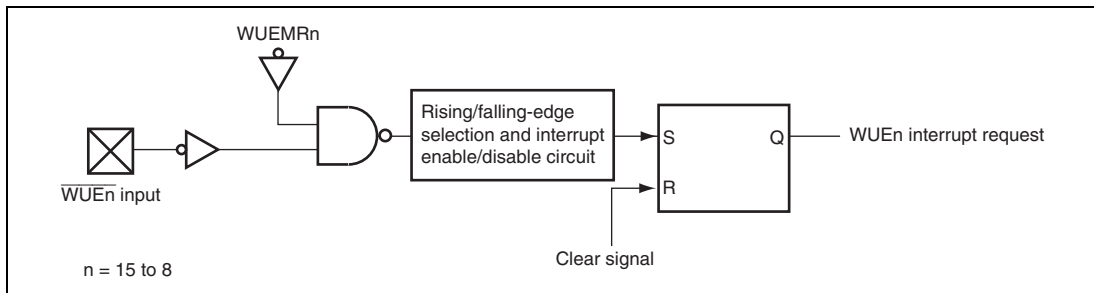 WUEMRn
Rising/falling-edge
selection and interrupt
enable/disable circuit
S
Q
WUEn interrupt request
R
WUEn input
Clear signal
n = 15 to 8